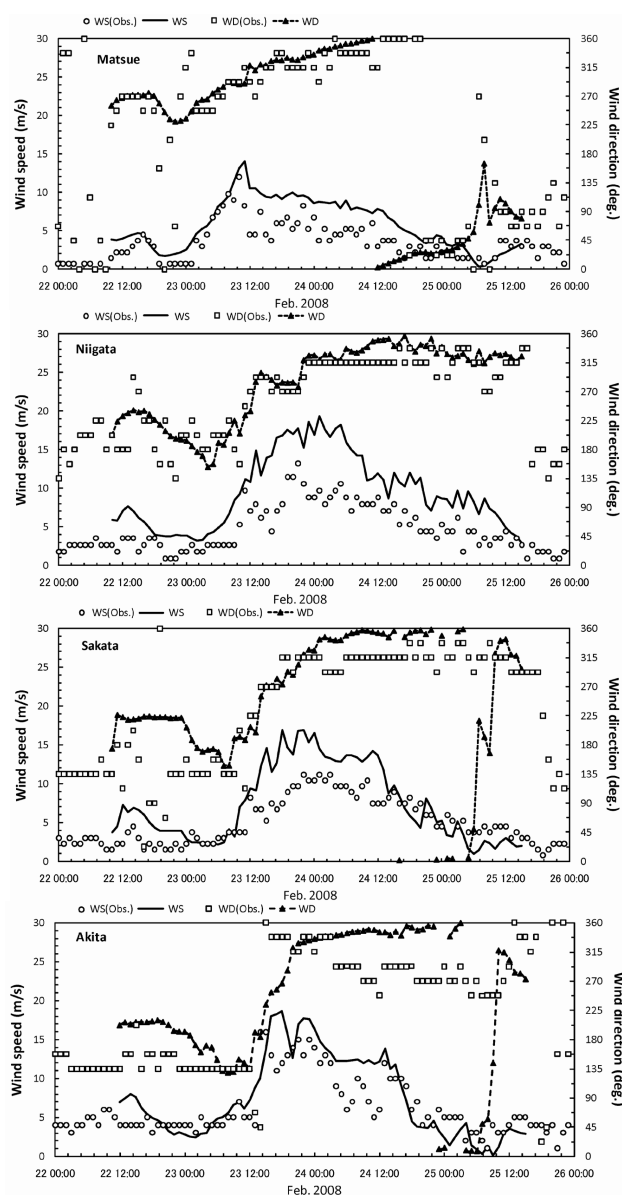 WS(Obs.) WS WD(Obs.) WD
30 360
Matsue
25 315
270
20 225
15 180
135
10 90
5 45
0 0
Wind speed (m/s)
Wind direction (deg.)
22 00:00 22 12:00 23 00:00 23 12:00 24 00:00 24 12:00 25 00:00 25 12:00 26 00:00
Feb. 2008
WS(Obs.) WS WD(Obs.) WD
30 360
Niigata
25 315
270
20 225
15 180
135
10 90
5 45
0 0
Wind speed (m/s)
Wind direction (deg.)
22 00:00 22 12:00 23 00:00 23 12:00 24 00:00 24 12:00 25 00:00 25 12:00 26 00:00
Feb. 2008
WS(Obs.) WS WD(Obs.) WD
30 360
Sakata
25 315
270
20 225
15 180
135
10 90
5 45
0 0
Wind speed (m/s)
Wind direction (deg.)
22 00:00 22 12:00 23 00:00 23 12:00 24 00:00 24 12:00 25 00:00 25 12:00 26 00:00
Feb. 2008
WS(Obs.) WS WD(Obs.) WD
30 360
Akita
25 315
270
20 225
15 180
135
10 90
5 45
0 0
Wind speed (m/s)
Wind direction (deg.)
22 00:00 22 12:00 23 00:00 23 12:00 24 00:00 24 12:00 25 00:00 25 12:00 26 00:00
Feb. 2008